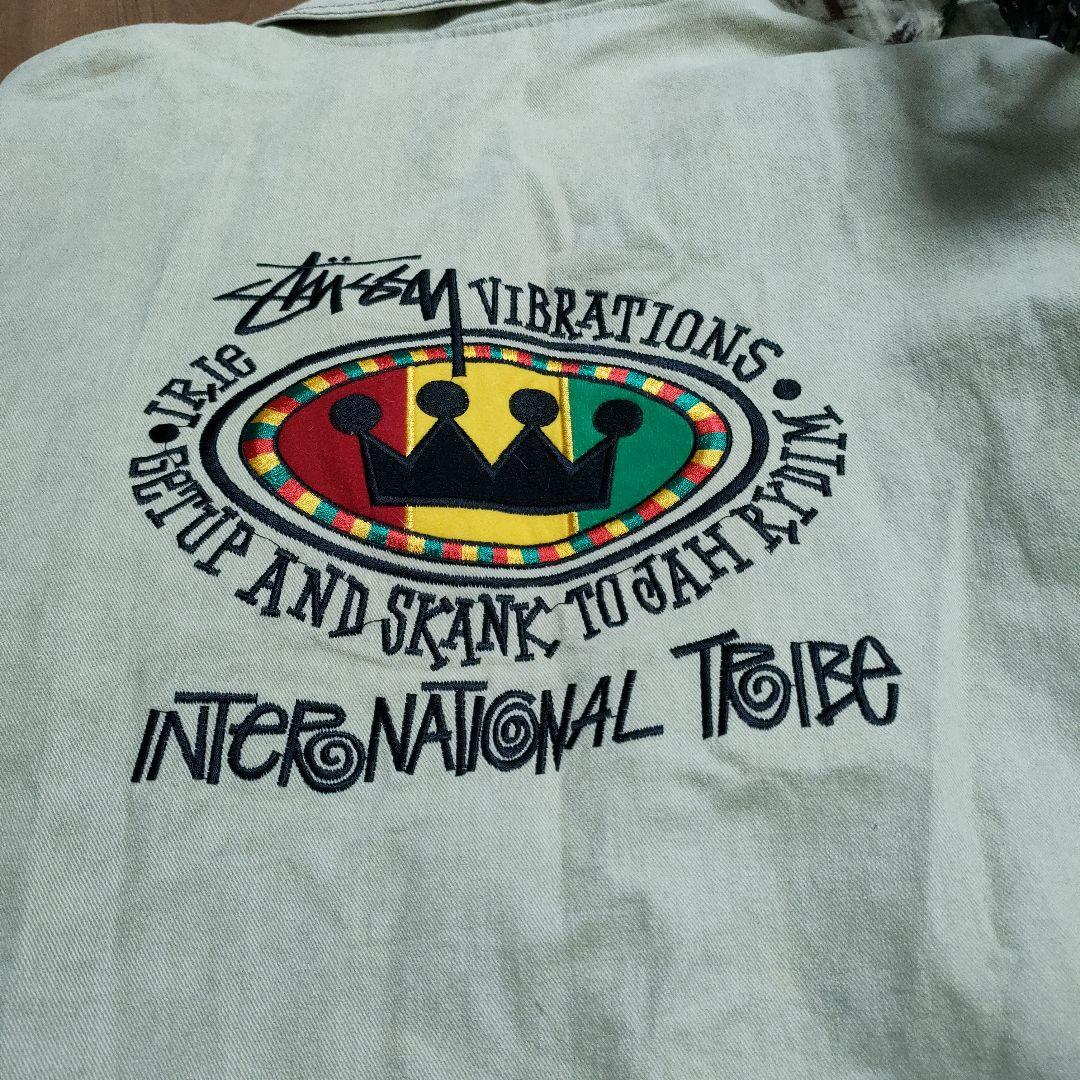 Stüssy
IRIE VIBRATIONS
GET UP AND SKANK TO JAH RYDIM
INTERNATIONAL TRIBE